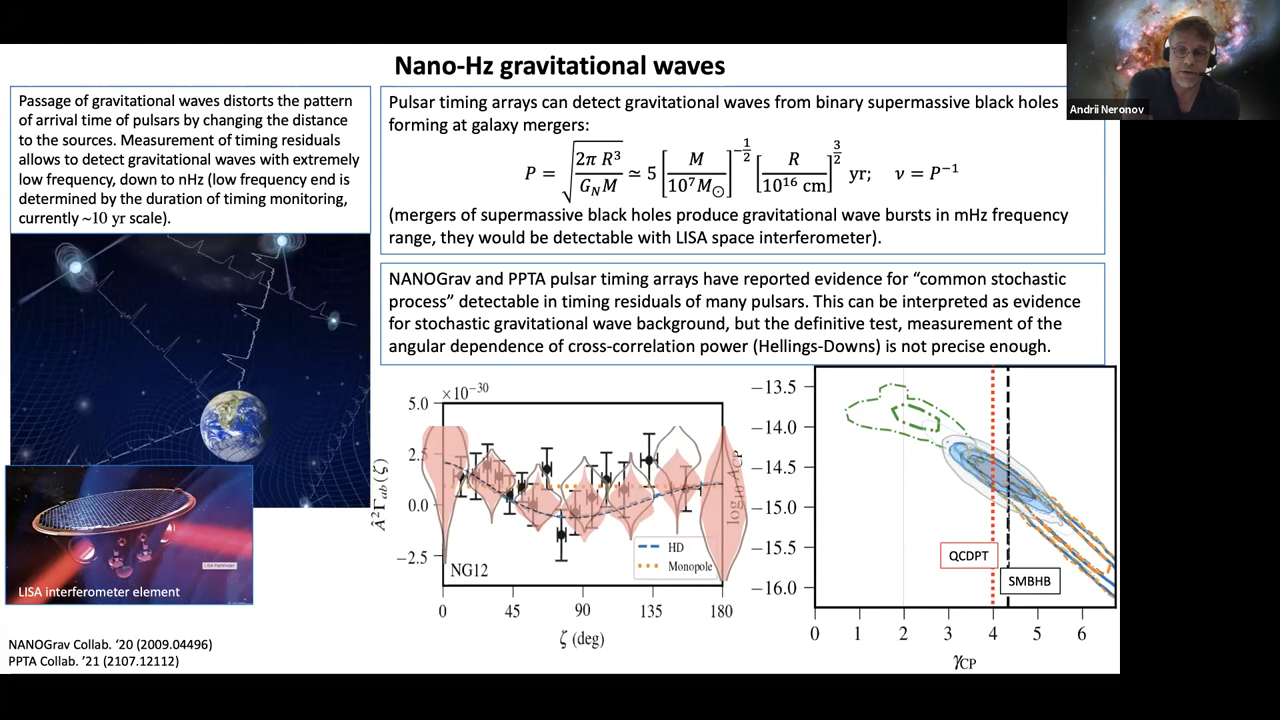 Nano-Hz gravitational waves
Andrii Neronov
Passage of gravitational waves distorts the pattern
of arrival time of pulsars by changing the distance
to the sources. Measurement of timing residuals
allows to detect gravitational waves with extremely
low frequency, down to nHz (low frequency end is
determined by the duration of timing monitoring,
currently ~10 yr scale).
Pulsar timing arrays can detect gravitational waves from binary supermassive black holes
forming at galaxy mergers:
P = √(2π R³ / G_N M) ≃ 5 [M / 10⁷M_⊙]^(-1/2) [R / 10¹⁶ cm]^(3/2) yr; ν = P⁻¹
(mergers of supermassive black holes produce gravitational wave bursts in mHz frequency
range, they would be detectable with LISA space interferometer).
NANOGrav and PPTA pulsar timing arrays have reported evidence for “common stochastic
process” detectable in timing residuals of many pulsars. This can be interpreted as evidence
for stochastic gravitational wave background, but the definitive test, measurement of the
angular dependence of cross-correlation power (Hellings-Downs) is not precise enough.
LISA Pathfinder
LISA interferometer element
NANOGrav Collab. ‘20 (2009.04496)
PPTA Collab. ’21 (2107.12112)
×10⁻³⁰
5.0
2.5
0.0
−2.5
Â²Γ_ab(ζ)
HD
Monopole
NG12
0 45 90 135 180
ζ (deg)
log₁₀ A_CP
−13.5
−14.0
−14.5
−15.0
−15.5
−16.0
QCDPT
SMBHB
0 1 2 3 4 5 6
γ_CP